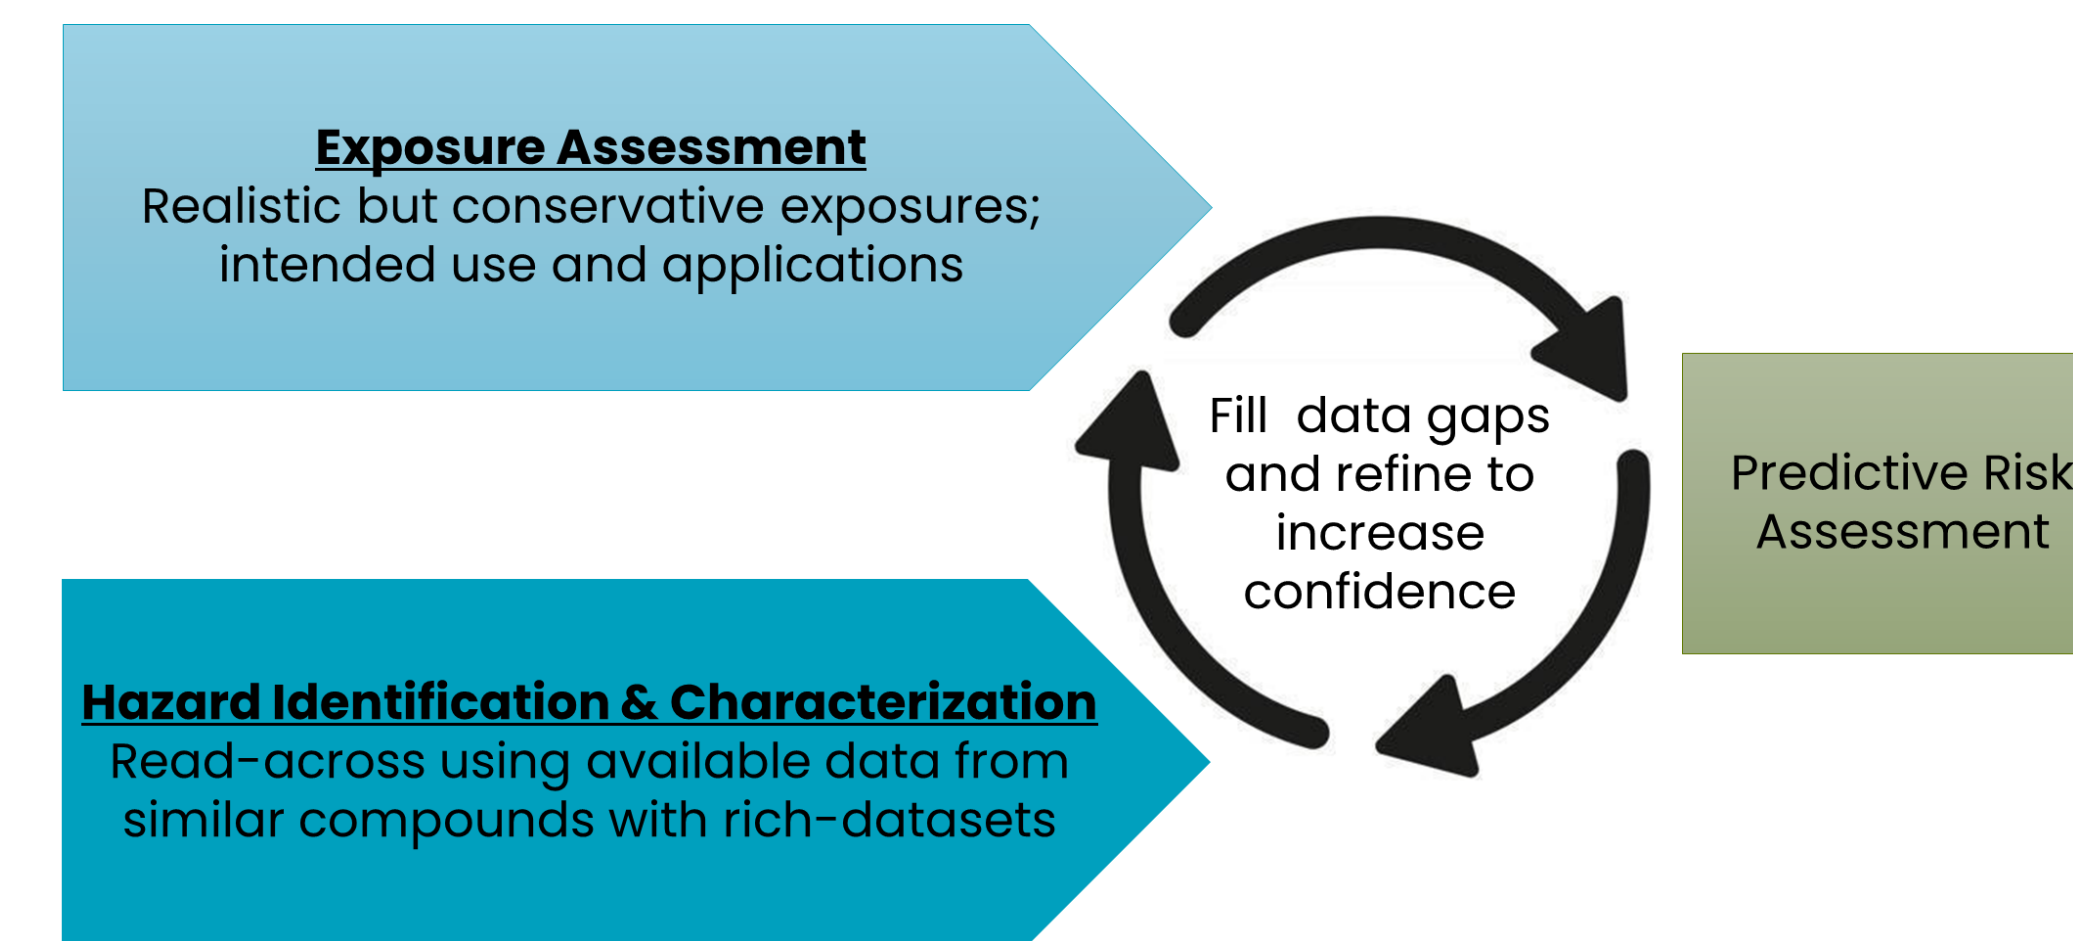 Exposure Assessment
Realistic but conservative exposures;
intended use and applications
Fill data gaps
and refine to
increase
confidence
Predictive Risk
Assessment
Hazard Identification & Characterization
Read-across using available data from
similar compounds with rich-datasets